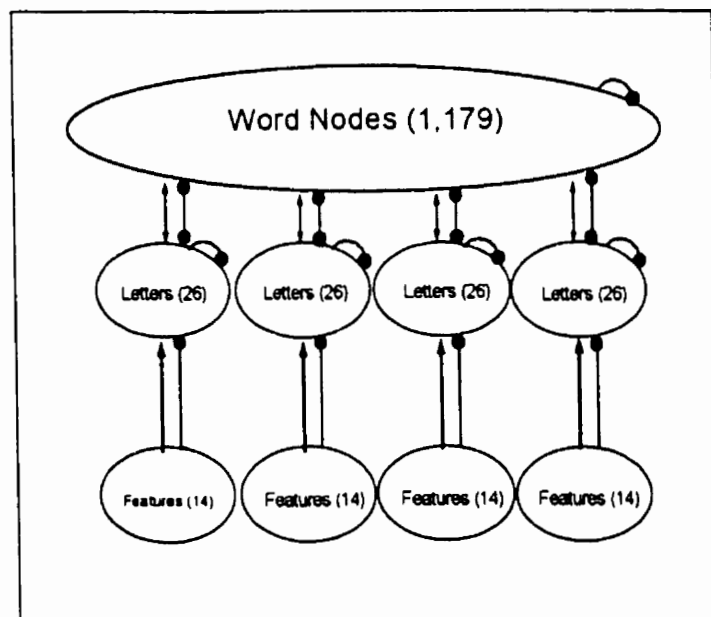 Word Nodes (1,179)
Letters (26) Letters (26) Letters (26) Letters (26)
Features (14) Features (14) Features (14) Features (14)